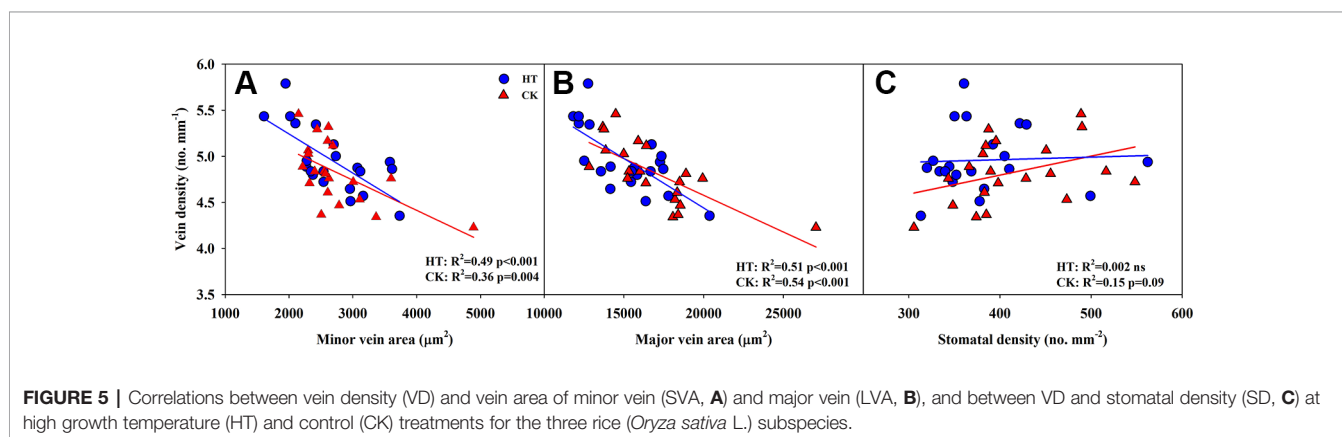 6.0
5.5
5.0
4.5
4.0
3.5
Vein density (no. mm⁻¹)
A
HT
CK
HT: R²=0.49 p<0.001
CK: R²=0.36 p=0.004
1000 2000 3000 4000 5000
Minor vein area (µm²)
B
HT: R²=0.51 p<0.001
CK: R²=0.54 p<0.001
10000 15000 20000 25000
Major vein area (µm²)
C
HT: R²=0.002 ns
CK: R²=0.15 p=0.09
300 400 500 600
Stomatal density (no. mm⁻²)
FIGURE 5 | Correlations between vein density (VD) and vein area of minor vein (SVA, A) and major vein (LVA, B), and between VD and stomatal density (SD, C) at
high growth temperature (HT) and control (CK) treatments for the three rice (Oryza sativa L.) subspecies.